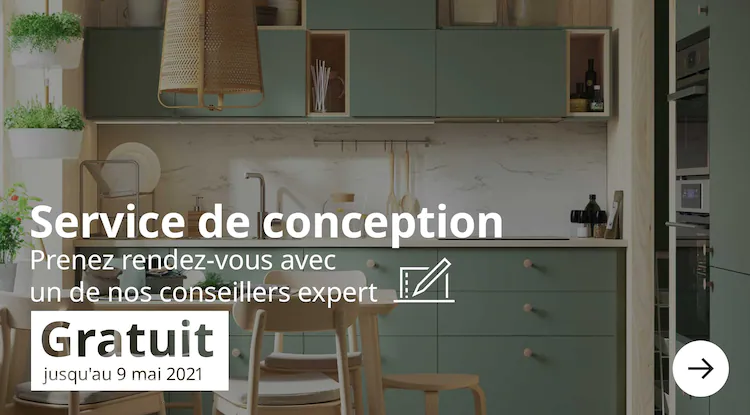 Service de conception
Prenez rendez-vous avec
un de nos conseillers expert
Gratuit
jusqu'au 9 mai 2021